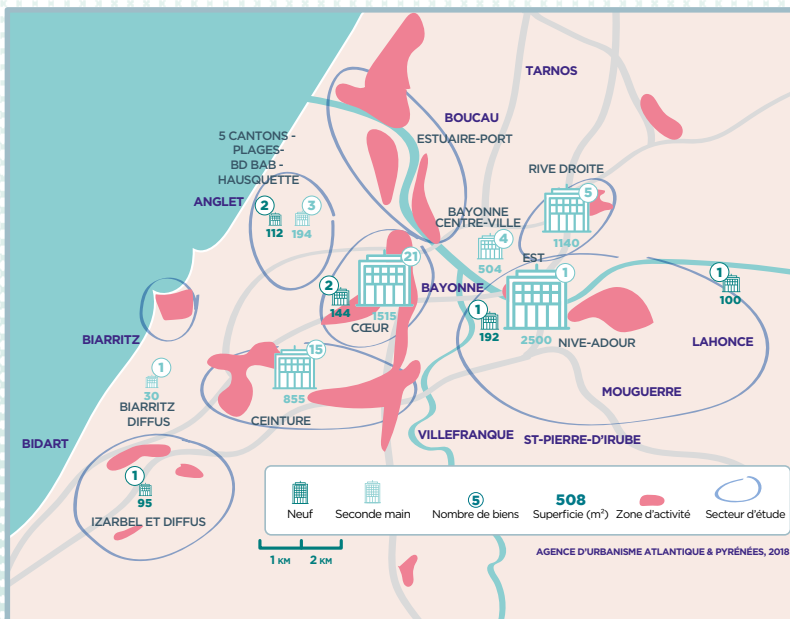 TARNOS
BOUCAU
ESTUAIRE-PORT
5 CANTONS -
PLAGES-
BD BAB -
HAUSQUETTE
RIVE DROITE
ANGLET
2
112
3
194
5
1140
BAYONNE
CENTRE-VILLE
4
504
EST
21
1515
2
144
CŒUR
BAYONNE
1
2500
1
192
NIVE-ADOUR
1
100
LAHONCE
BIARRITZ
15
855
CEINTURE
1
30
BIARRITZ
DIFFUS
MOUGUERRE
BIDART
VILLEFRANQUE
ST-PIERRE-D'IRUBE
1
95
IZARBEL ET DIFFUS
Neuf
Seconde main
5
Nombre de biens
508
Superficie (m²)
Zone d'activité
Secteur d'étude
1 KM
2 KM
AGENCE D'URBANISME ATLANTIQUE & PYRÉNÉES, 2018